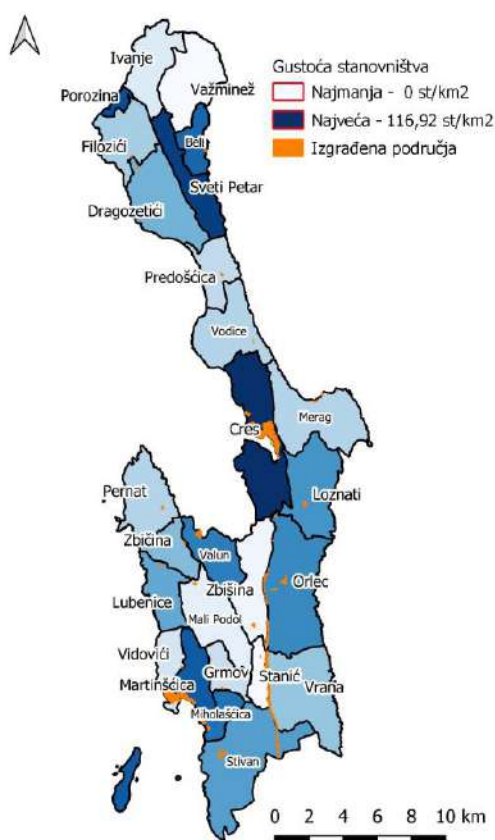 Gustoća stanovništva
Najmanja - 0 st/km2
Najveća - 116,92 st/km2
Izgrađena područja
Ivanje
Važminež
Porozina
Filozići
Beli
Sveti Petar
Dragozetići
Predošćica
Vodice
Merag
Cres
Loznati
Pernat
Zbičina
Valun
Orlec
Zbišina
Lubenice
Mali Podol
Vidovići
Grmov
Stanić
Vrana
Martinšćica
Miholašćica
Stivan
0 2 4 6 8 10 km